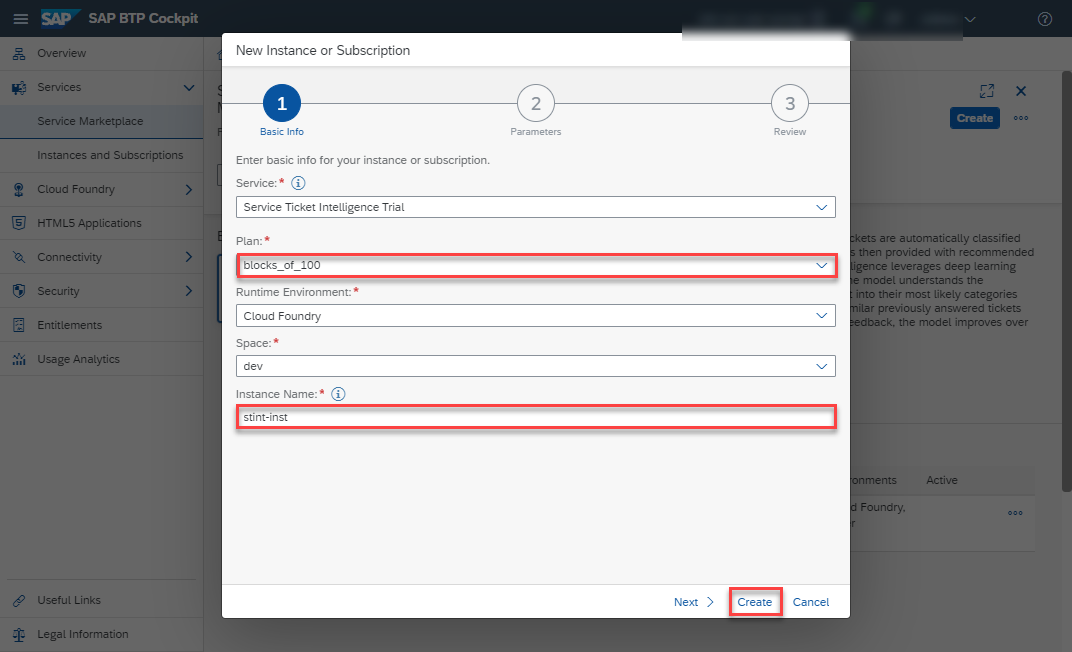 SAP SAP BTP Cockpit
Overview
Services
Service Marketplace
Instances and Subscriptions
Cloud Foundry
HTML5 Applications
Connectivity
Security
Entitlements
Usage Analytics
Useful Links
Legal Information
New Instance or Subscription
1 2 3
Basic Info Parameters Review
Enter basic info for your instance or subscription.
Service: *
Service Ticket Intelligence Trial
Plan: *
blocks_of_100
Runtime Environment: *
Cloud Foundry
Space: *
dev
Instance Name: *
stint-inst
Next Create Cancel
Create
ckets are automatically classified
s then provided with recommended
lligence leverages deep learning
he model understands the
t into their most likely categories
milar previously answered tickets
eedback, the model improves over
ronments Active
d Foundry,